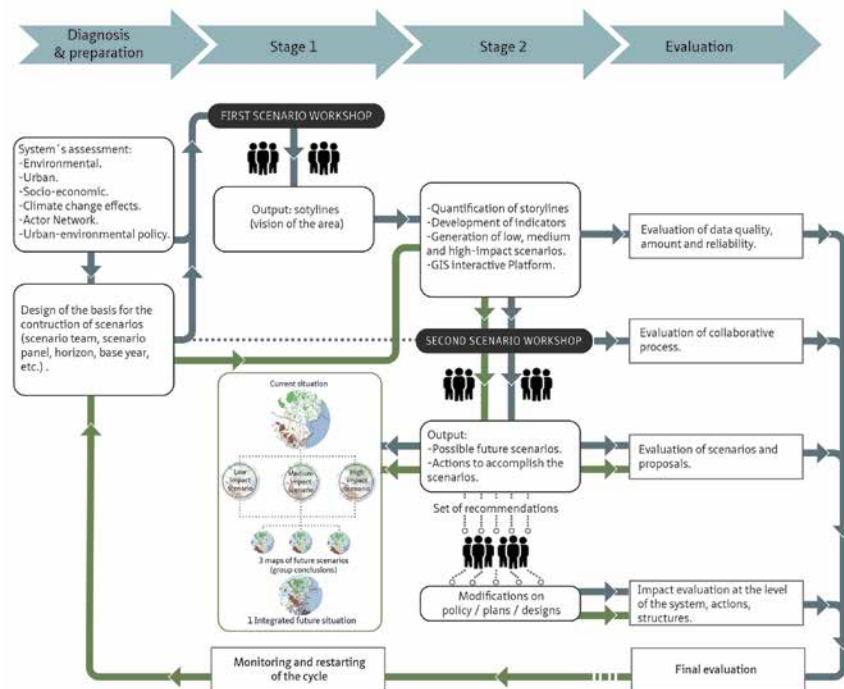 Diagnosis
& preparation
Stage 1
Stage 2
Evaluation
FIRST SCENARIO WORKSHOP
System´s assessment:
-Environmental.
-Urban.
-Socio-economic.
-Climate change effects.
-Actor Network.
-Urban-environmental policy.
Output: sotylines
(vision of the area)
-Quantification of storylines
-Development of indicators
-Generation of low, medium
and high-impact scenarios.
-GIS interactive Platform.
Evaluation of data quality,
amount and reliability.
Design of the basis for the
contruction of scenarios
(scenario team, scenario
panel, horizon, base year,
etc.) .
SECOND SCENARIO WORKSHOP
Evaluation of collaborative
process.
Current situation
Low
impact
scenario
Medium
impact
scenario
High
impact
scenario
3 maps of future scenarios
(group conclusions)
1 Integrated future situation
Output:
-Possible future scenarios.
-Actions to accomplish the
scenarios.
Evaluation of scenarios and
proposals.
Set of recommendations
Modifications on
policy / plans / designs
Impact evaluation at the level
of the system, actions,
structures.
Monitoring and restarting
of the cycle
Final evaluation